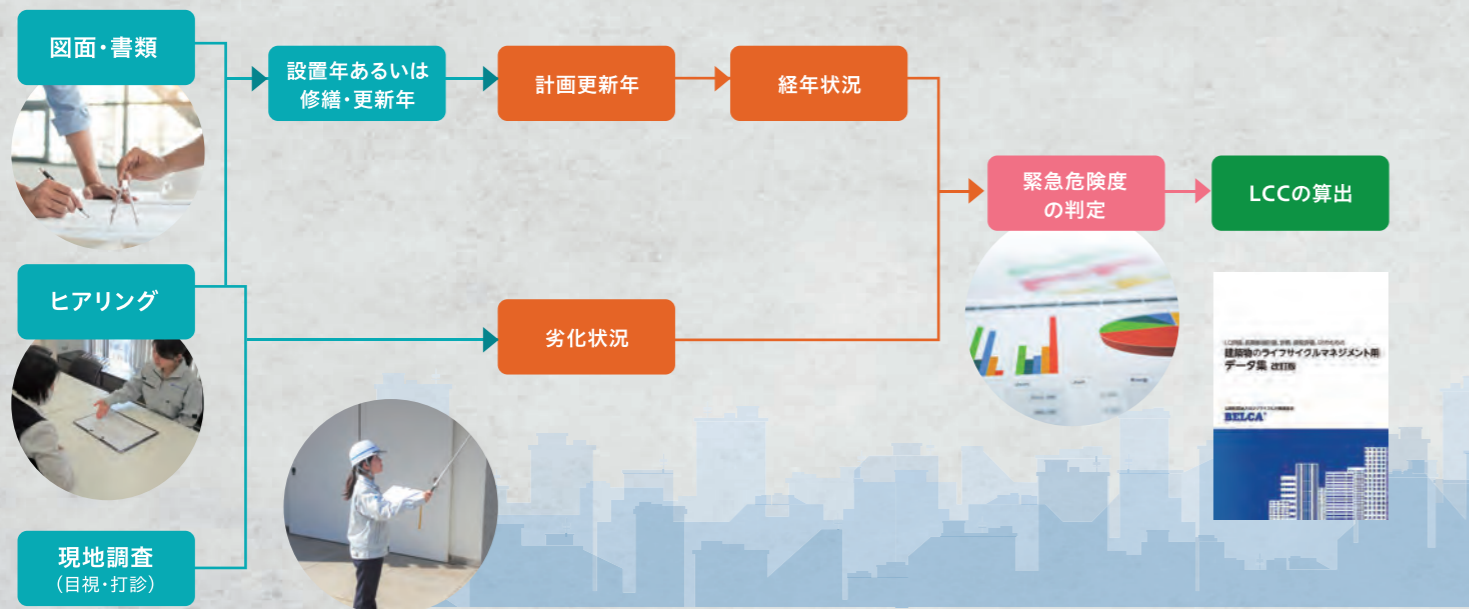 図面・書類
設置年あるいは
修繕・更新年
計画更新年
経年状況
緊急危険度
の判定
LCCの算出
ヒアリング
劣化状況
現地調査
(目視・打診)
建築物のライフサイクルマネジメント用
データ集 改訂版
BELCA